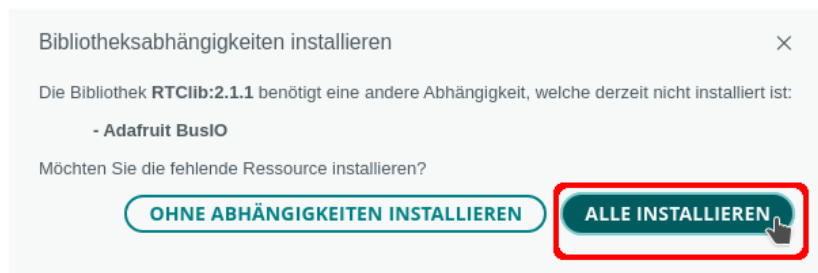 Bibliotheksabhängigkeiten installieren
Die Bibliothek RTClib:2.1.1 benötigt eine andere Abhängigkeit, welche derzeit nicht installiert ist:
- Adafruit BusIO
Möchten Sie die fehlende Ressource installieren?
OHNE ABHÄNGIGKEITEN INSTALLIEREN ALLE INSTALLIEREN